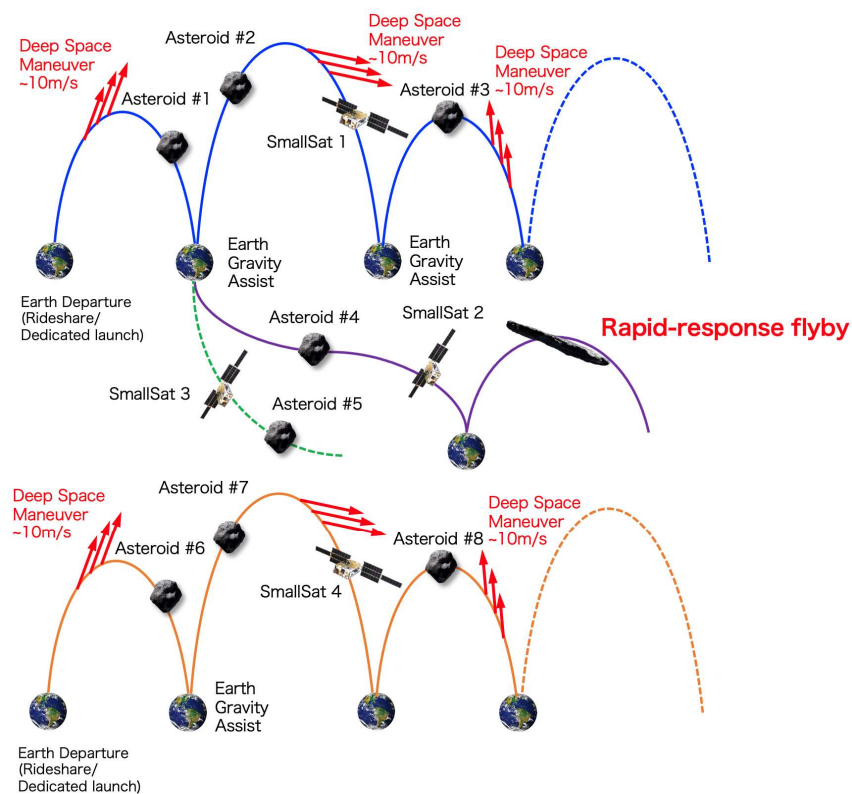 Asteroid #2
Deep Space
Maneuver
~10m/s
Deep Space
Maneuver
~10m/s
Deep Space
Maneuver
~10m/s
Asteroid #1
Asteroid #3
SmallSat 1
Earth
Gravity
Assist
Earth
Gravity
Assist
Earth Departure
(Rideshare/
Dedicated launch)
Asteroid #4
SmallSat 2
Rapid-response flyby
SmallSat 3
Asteroid #5
Asteroid #7
Deep Space
Maneuver
~10m/s
Deep Space
Maneuver
~10m/s
Asteroid #6
Asteroid #8
SmallSat 4
Earth
Gravity
Assist
Earth Departure
(Rideshare/
Dedicated launch)